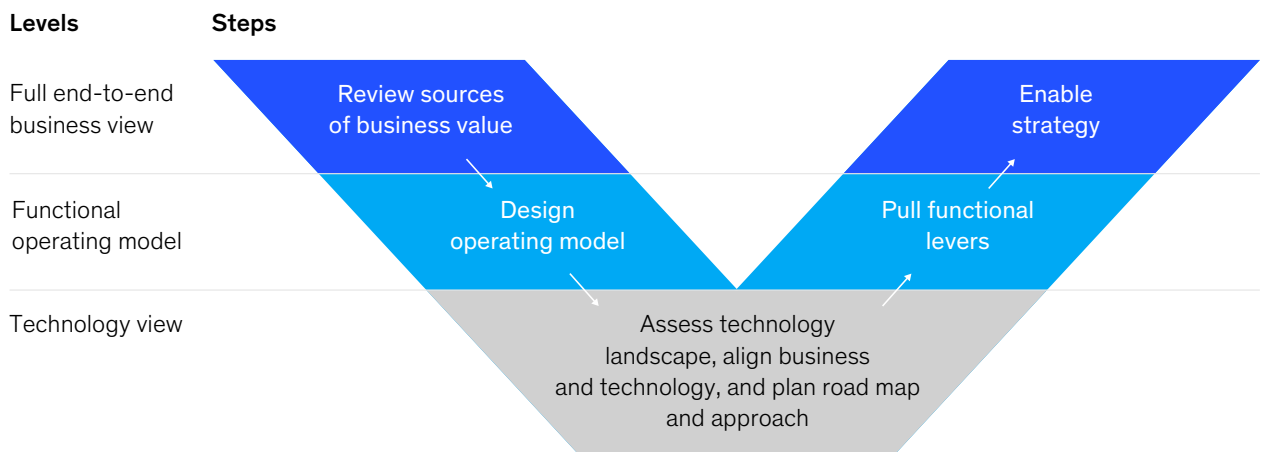 Levels
Steps
Full end-to-end
business view
Review sources
of business value
Enable
strategy
Functional
operating model
Design
operating model
Pull functional
levers
Technology view
Assess technology
landscape, align business
and technology, and plan road map
and approach